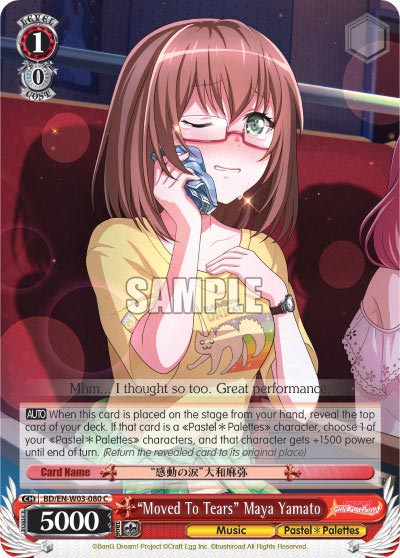 LEVEL
1
0
COST
SAMPLE
Mhm... I thought so too. Great performance.
AUTO When this card is placed on the stage from your hand, reveal the top
card of your deck. If that card is a «Pastel＊Palettes» character, choose 1 of
your «Pastel＊Palettes» characters, and that character gets +1500 power
until end of turn. (Return the revealed card to its original place)
Card Name
“感動の涙”大和麻弥
CH BD/EN-W03-080 C
5000
“Moved To Tears” Maya Yamato
Music
Pastel＊Palettes
©BanG Dream! Project ©Craft Egg Inc. ©bushiroad All Rights Reserved.